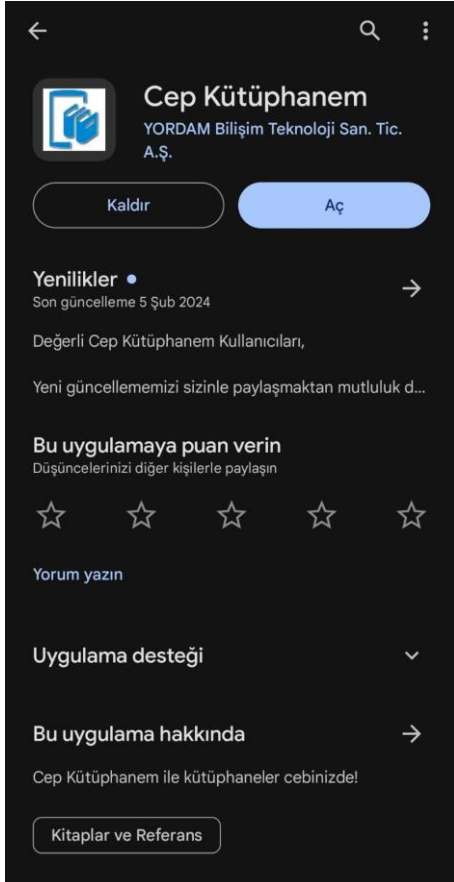 Cep Kütüphanem
YORDAM Bilişim Teknoloji San. Tic.
A.Ş.
Kaldır
Aç
Yenilikler
Son güncelleme 5 Şub 2024
Değerli Cep Kütüphanem Kullanıcıları,
Yeni güncellememizi sizinle paylaşmaktan mutluluk d...
Bu uygulamaya puan verin
Düşüncelerinizi diğer kişilerle paylaşın
Yorum yazın
Uygulama desteği
Bu uygulama hakkında
Cep Kütüphanem ile kütüphaneler cebinizde!
Kitaplar ve Referans